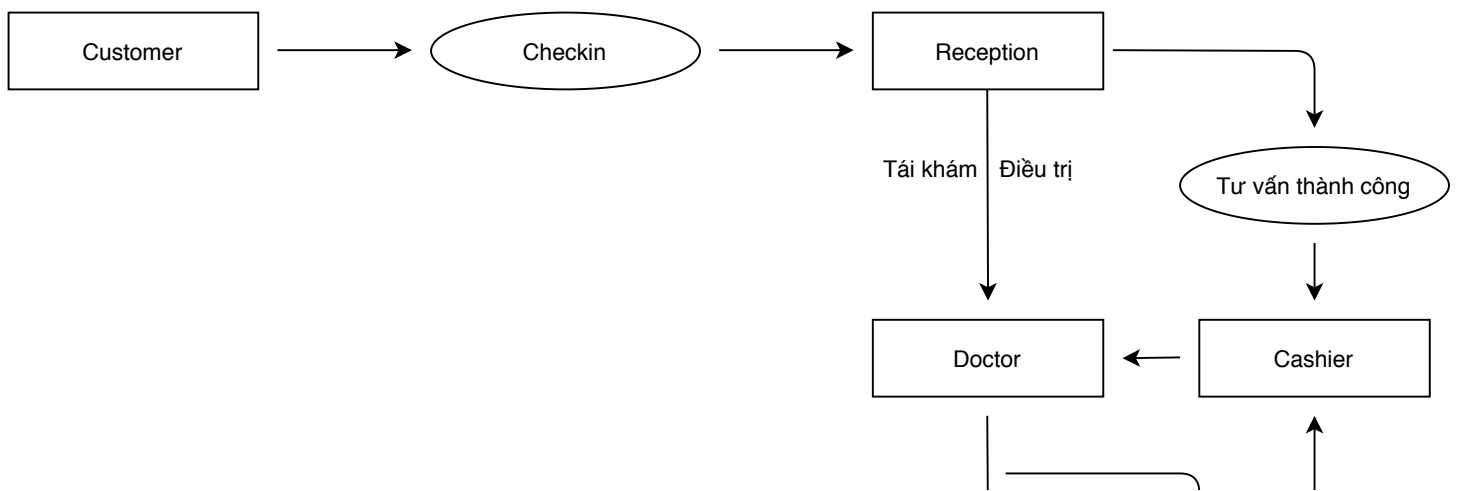 Customer
Checkin
Reception
Tái khám
Điều trị
Tư vấn thành công
Doctor
Cashier